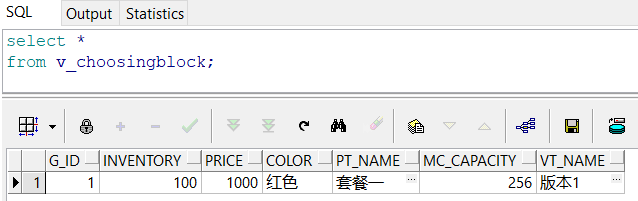 SQL Output Statistics
select *
from v_choosingblock;
G_ID INVENTORY PRICE COLOR PT_NAME MC_CAPACITY VT_NAME
1 1 100 1000 红色 套餐一 ... 256 版本1 ...